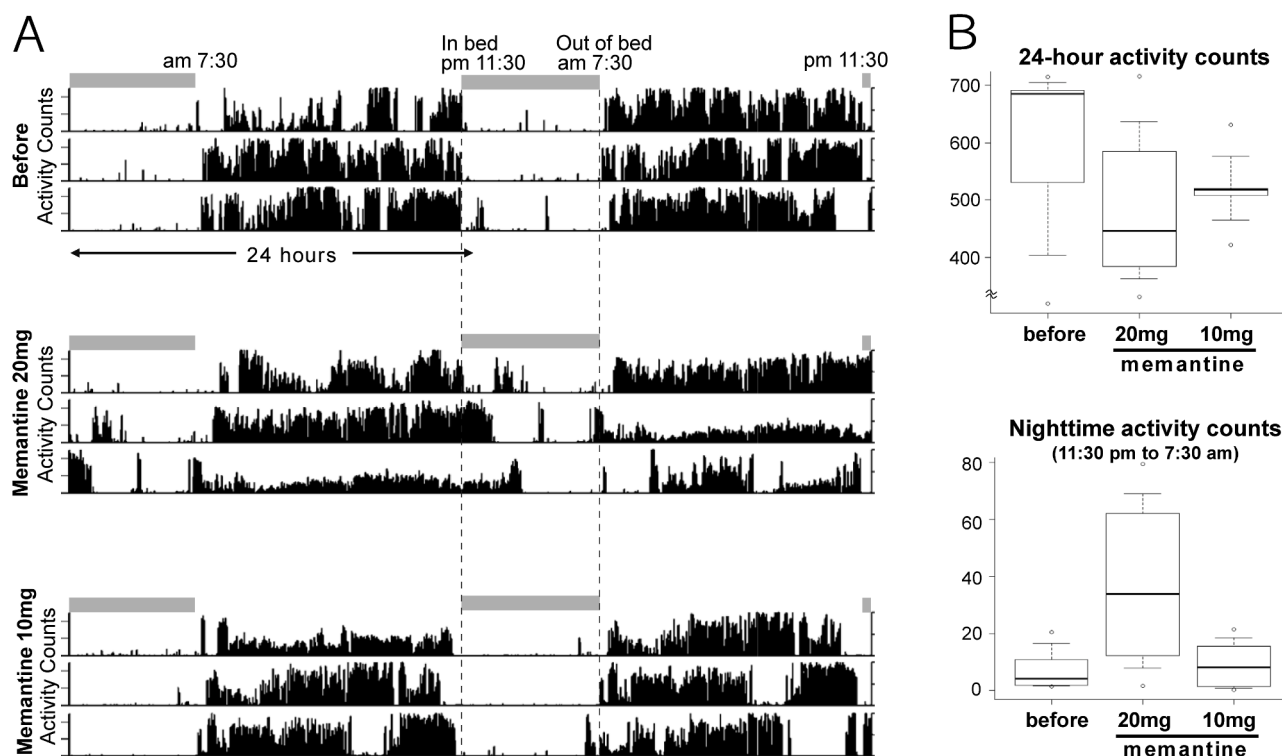 A
am 7:30
In bed
pm 11:30
Out of bed
am 7:30
pm 11:30
Before
Activity Counts
24 hours
Memantine 20mg
Activity Counts
Memantine 10mg
Activity Counts
B
24-hour activity counts
700
600
500
400
before
20mg
10mg
memantine
Nighttime activity counts
(11:30 pm to 7:30 am)
80
60
40
20
0
before
20mg
10mg
memantine